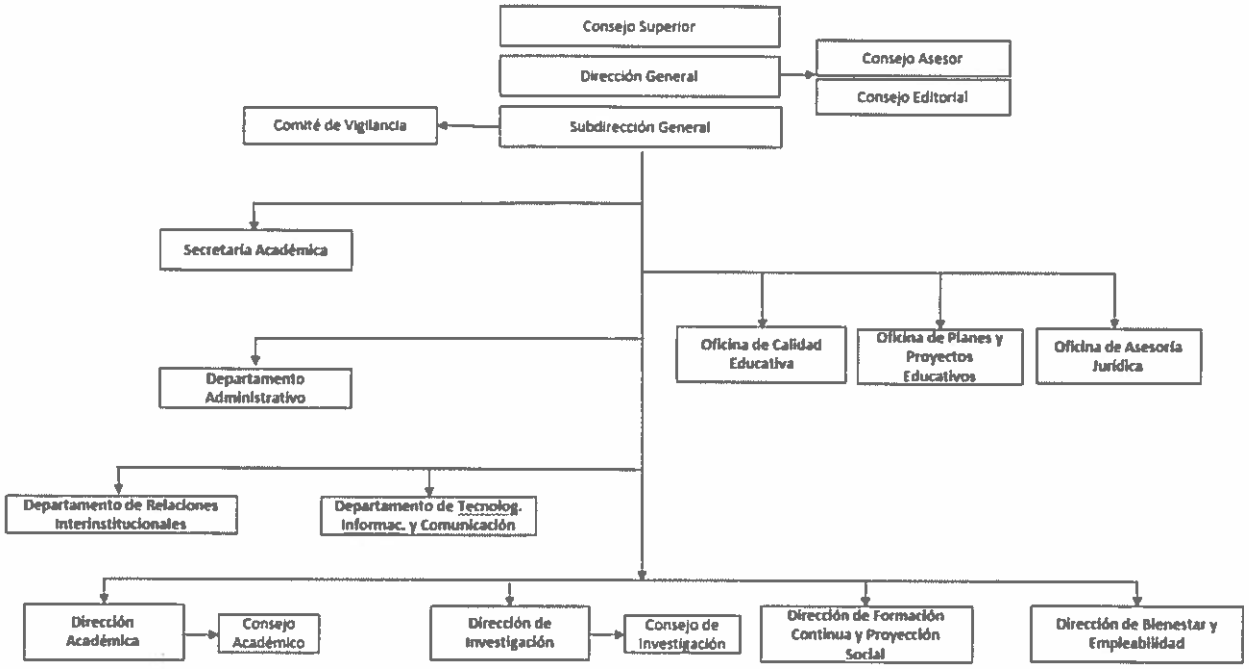 Consejo Superior
Dirección General
Consejo Asesor
Consejo Editorial
Comité de Vigilancia
Subdirección General
Secretaría Académica
Oficina de Calidad
Educativa
Oficina de Planes y
Proyectos
Educativos
Oficina de Asesoría
Jurídica
Departamento
Administrativo
Departamento de Relaciones
Interinstitucionales
Departamento de Tecnolog.
Informac. y Comunicación
Dirección
Académica
Consejo
Académico
Dirección de
Investigación
Consejo de
Investigación
Dirección de Formación
Continua y Proyección
Social
Dirección de Bienestar y
Empleabilidad